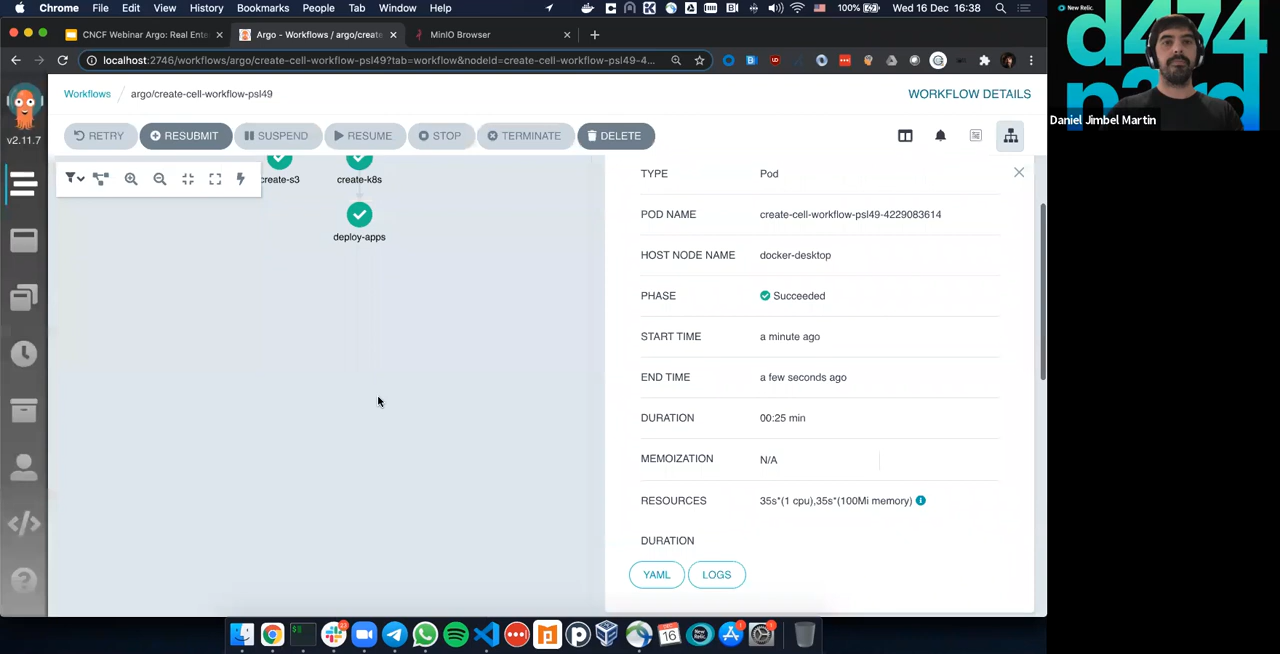 Chrome File Edit View History Bookmarks People Tab Window Help 100% Wed 16 Dec 16:38
CNCF Webinar Argo: Real Ente
Argo - Workflows / argo/create
MinIO Browser
localhost:2746/workflows/argo/create-cell-workflow-psl49?tab=workflow&nodeId=create-cell-workflow-psl49-4...
Workflows / argo/create-cell-workflow-psl49
WORKFLOW DETAILS
v2.11.7
RETRY RESUBMIT SUSPEND RESUME STOP TERMINATE DELETE
create-s3
create-k8s
deploy-apps
TYPE Pod
POD NAME create-cell-workflow-psl49-4229083614
HOST NODE NAME docker-desktop
PHASE Succeeded
START TIME a minute ago
END TIME a few seconds ago
DURATION 00:25 min
MEMOIZATION N/A
RESOURCES 35s*(1 cpu),35s*(100Mi memory)
DURATION
YAML LOGS
New Relic.
d474
n3rd
Daniel Jimbel Martin